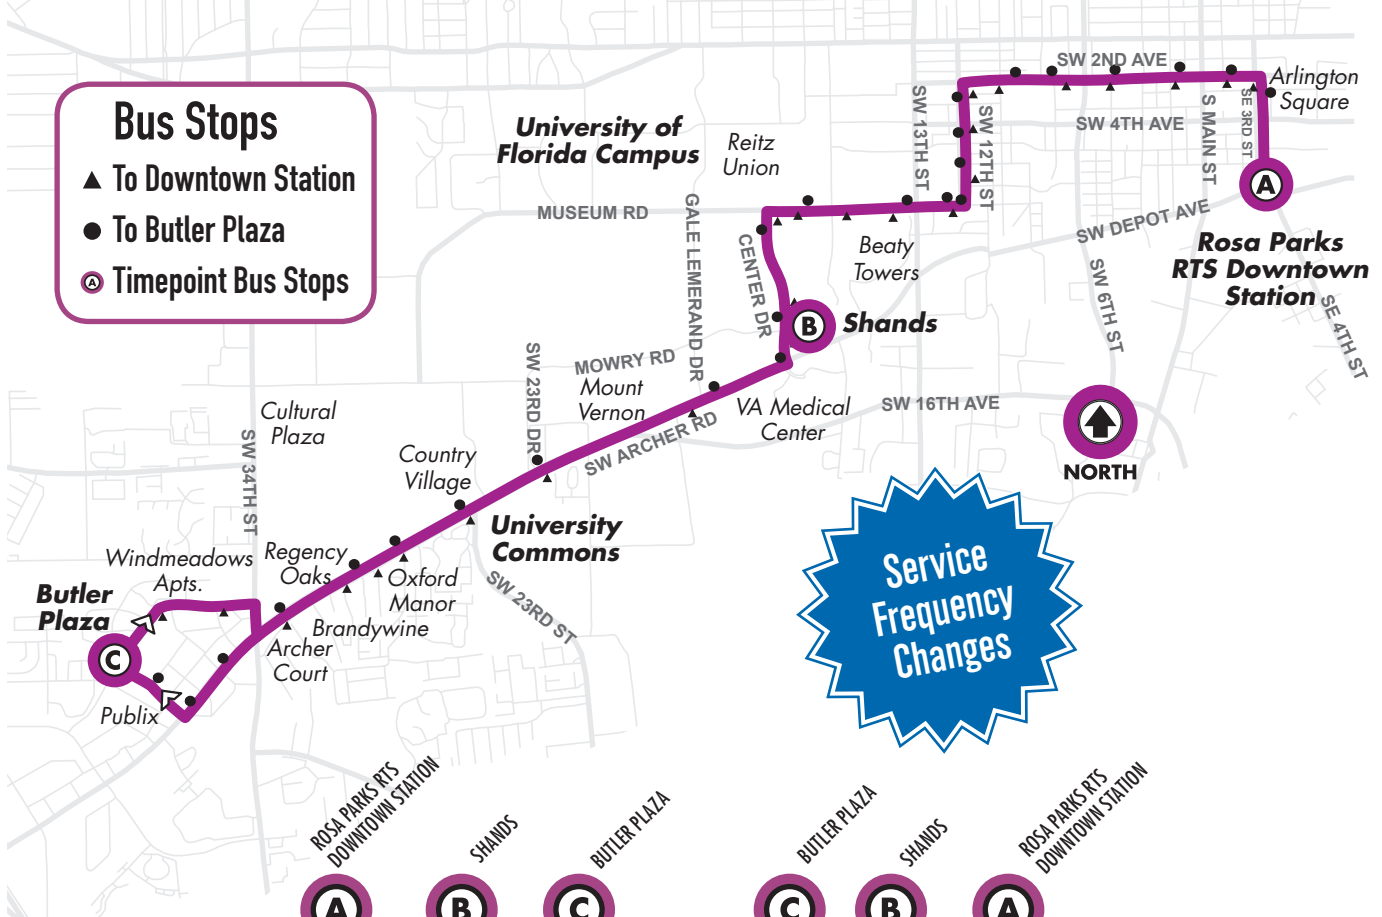 Bus Stops
To Downtown Station
To Butler Plaza
A Timepoint Bus Stops
University of
Florida Campus
Reitz
Union
MUSEUM RD
GALE LEMERAND DR
CENTER DR
SW 13TH ST
SW 12TH ST
SW 2ND AVE
SW 4TH AVE
S MAIN ST
SE 3RD ST
Arlington
Square
A
Rosa Parks
RTS Downtown
Station
SW DEPOT AVE
SW 6TH ST
SE 4TH ST
Beaty
Towers
B
Shands
MOWRY RD
Mount
Vernon
SW ARCHER RD
VA Medical
Center
SW 16TH AVE
NORTH
SW 23RD DR
Cultural
Plaza
SW 34TH ST
Country
Village
University
Commons
SW 23RD ST
Windmeadows
Apts.
Regency
Oaks
Oxford
Manor
Brandywine
Archer
Court
Butler
Plaza
C
Publix
Service
Frequency
Changes
ROSA PARKS RTS
DOWNTOWN STATION
SHANDS
BUTLER PLAZA
BUTLER PLAZA
SHANDS
ROSA PARKS RTS
DOWNTOWN STATION
A B C C B A